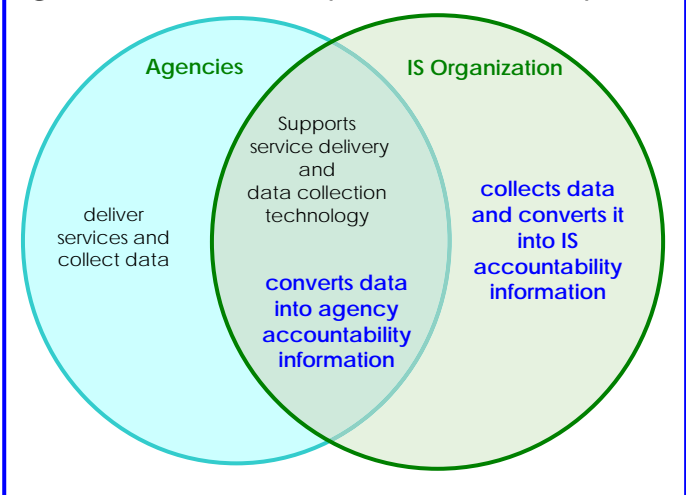 Agencies
IS Organization
Supports
service delivery
and
data collection
technology
deliver
services and
collect data
converts data
into agency
accountability
information
collects data
and converts it
into IS
accountability
information